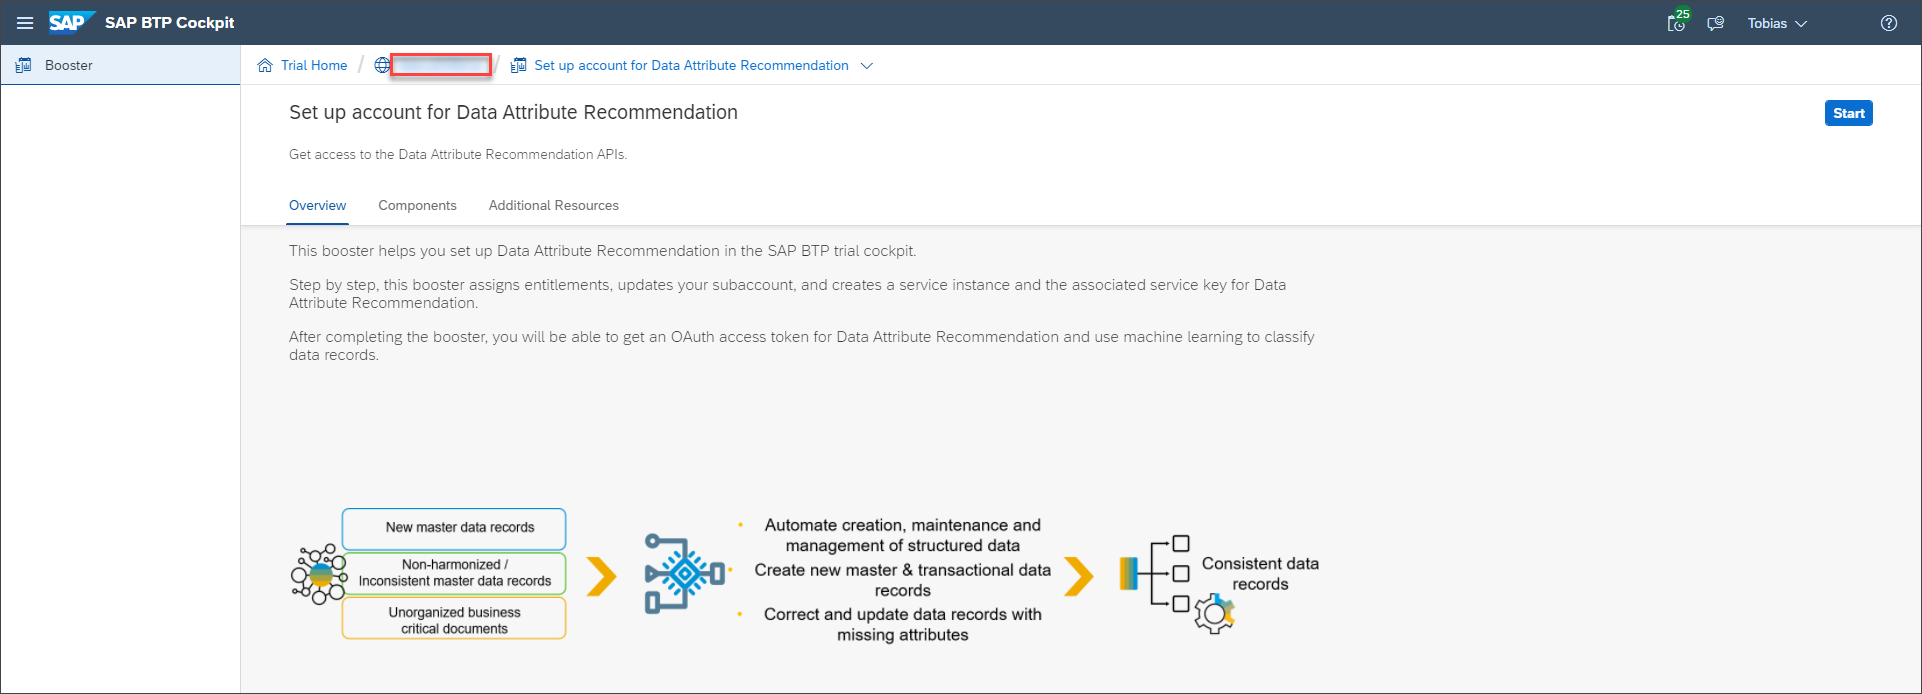 SAP SAP BTP Cockpit 25 Tobias
Booster
Trial Home / / Set up account for Data Attribute Recommendation
Set up account for Data Attribute Recommendation
Start
Get access to the Data Attribute Recommendation APIs.
Overview Components Additional Resources
This booster helps you set up Data Attribute Recommendation in the SAP BTP trial cockpit.
Step by step, this booster assigns entitlements, updates your subaccount, and creates a service instance and the associated service key for Data
Attribute Recommendation.
After completing the booster, you will be able to get an OAuth access token for Data Attribute Recommendation and use machine learning to classify
data records.
New master data records
Non-harmonized /
Inconsistent master data records
Unorganized business
critical documents
• Automate creation, maintenance and
management of structured data
• Create new master & transactional data
records
• Correct and update data records with
missing attributes
Consistent data
records